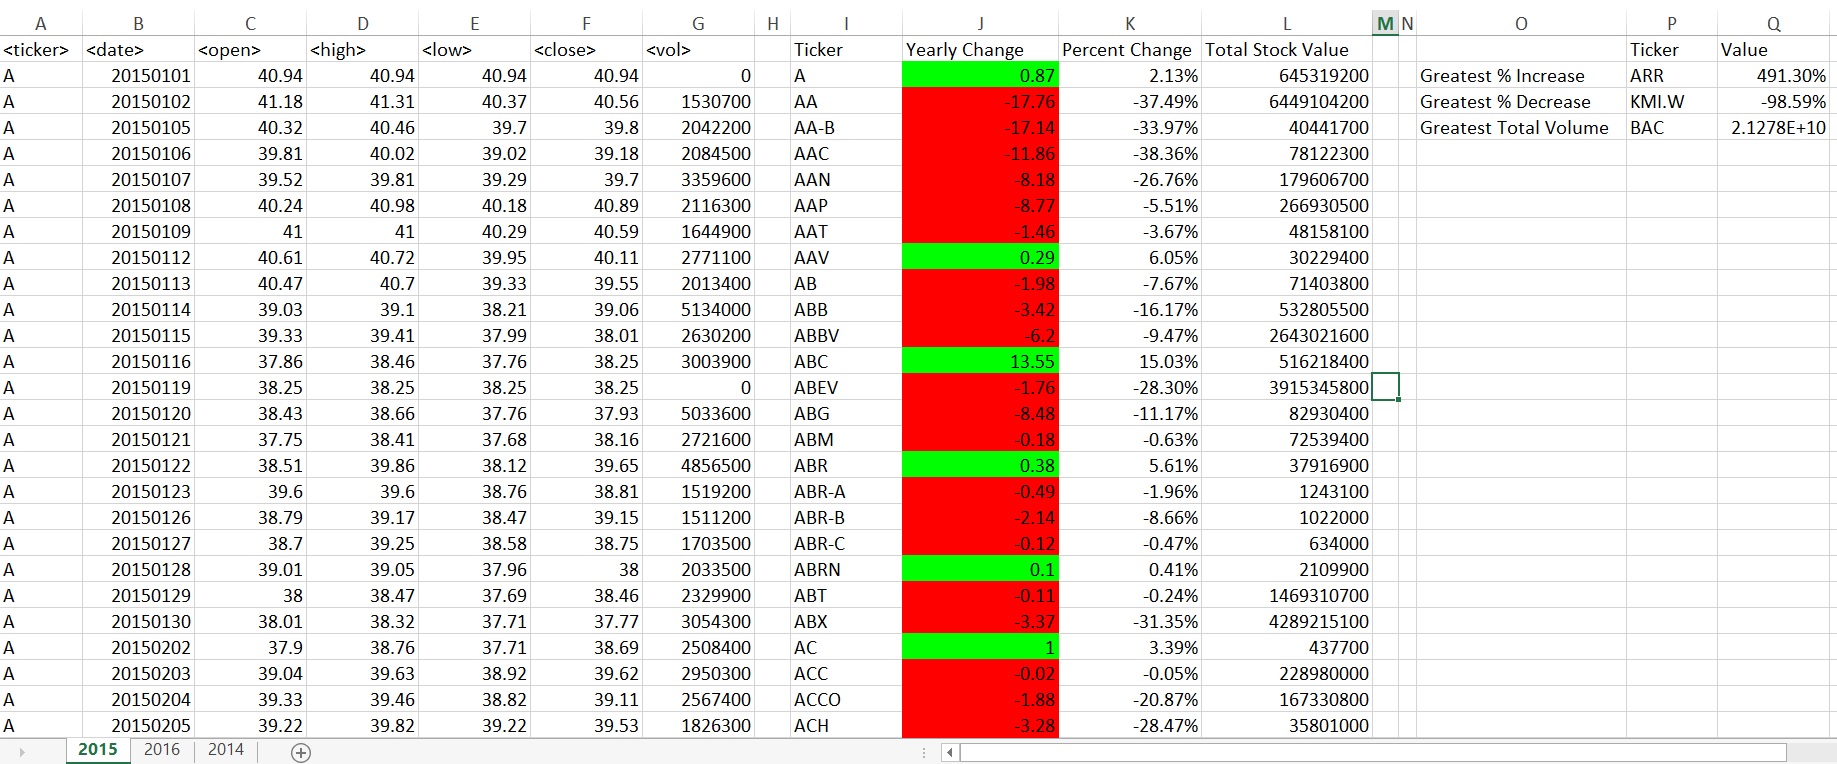 A B C D E F G H I J K L M N O P Q
<ticker> <date> <open> <high> <low> <close> <vol> Ticker Yearly Change Percent Change Total Stock Value Ticker Value
A 20150101 40.94 40.94 40.94 40.94 0 A 0.87 2.13% 645319200 Greatest % Increase ARR 491.30%
A 20150102 41.18 41.31 40.37 40.56 1530700 AA -17.76 -37.49% 6449104200 Greatest % Decrease KMI.W -98.59%
A 20150105 40.32 40.46 39.7 39.8 2042200 AA-B -17.14 -33.97% 40441700 Greatest Total Volume BAC 2.1278E+10
A 20150106 39.81 40.02 39.02 39.18 2084500 AAC -11.86 -38.36% 78122300
A 20150107 39.52 39.81 39.29 39.7 3359600 AAN -8.18 -26.76% 179606700
A 20150108 40.24 40.98 40.18 40.89 2116300 AAP -8.77 -5.51% 266930500
A 20150109 41 41 40.29 40.59 1644900 AAT -1.46 -3.67% 48158100
A 20150112 40.61 40.72 39.95 40.11 2771100 AAV 0.29 6.05% 30229400
A 20150113 40.47 40.7 39.33 39.55 2013400 AB -1.98 -7.67% 71403800
A 20150114 39.03 39.1 38.21 39.06 5134000 ABB -3.42 -16.17% 532805500
A 20150115 39.33 39.41 37.99 38.01 2630200 ABBV -6.2 -9.47% 2643021600
A 20150116 37.86 38.46 37.76 38.25 3003900 ABC 13.55 15.03% 516218400
A 20150119 38.25 38.25 38.25 38.25 0 ABEV -1.76 -28.30% 3915345800
A 20150120 38.43 38.66 37.76 37.93 5033600 ABG -8.48 -11.17% 82930400
A 20150121 37.75 38.41 37.68 38.16 2721600 ABM -0.18 -0.63% 72539400
A 20150122 38.51 39.86 38.12 39.65 4856500 ABR 0.38 5.61% 37916900
A 20150123 39.6 39.6 38.76 38.81 1519200 ABR-A -0.49 -1.96% 1243100
A 20150126 38.79 39.17 38.47 39.15 1511200 ABR-B -2.14 -8.66% 1022000
A 20150127 38.7 39.25 38.58 38.75 1703500 ABR-C -0.12 -0.47% 634000
A 20150128 39.01 39.05 37.96 38 2033500 ABRN 0.1 0.41% 2109900
A 20150129 38 38.47 37.69 38.46 2329900 ABT -0.11 -0.24% 1469310700
A 20150130 38.01 38.32 37.71 37.77 3054300 ABX -3.37 -31.35% 4289215100
A 20150202 37.9 38.76 37.71 38.69 2508400 AC 1 3.39% 437700
A 20150203 39.04 39.63 38.92 39.62 2950300 ACC -0.02 -0.05% 228980000
A 20150204 39.33 39.46 38.82 39.11 2567400 ACCO -1.88 -20.87% 167330800
A 20150205 39.22 39.82 39.22 39.53 1826300 ACH -3.28 -28.47% 35801000
2015 2016 2014